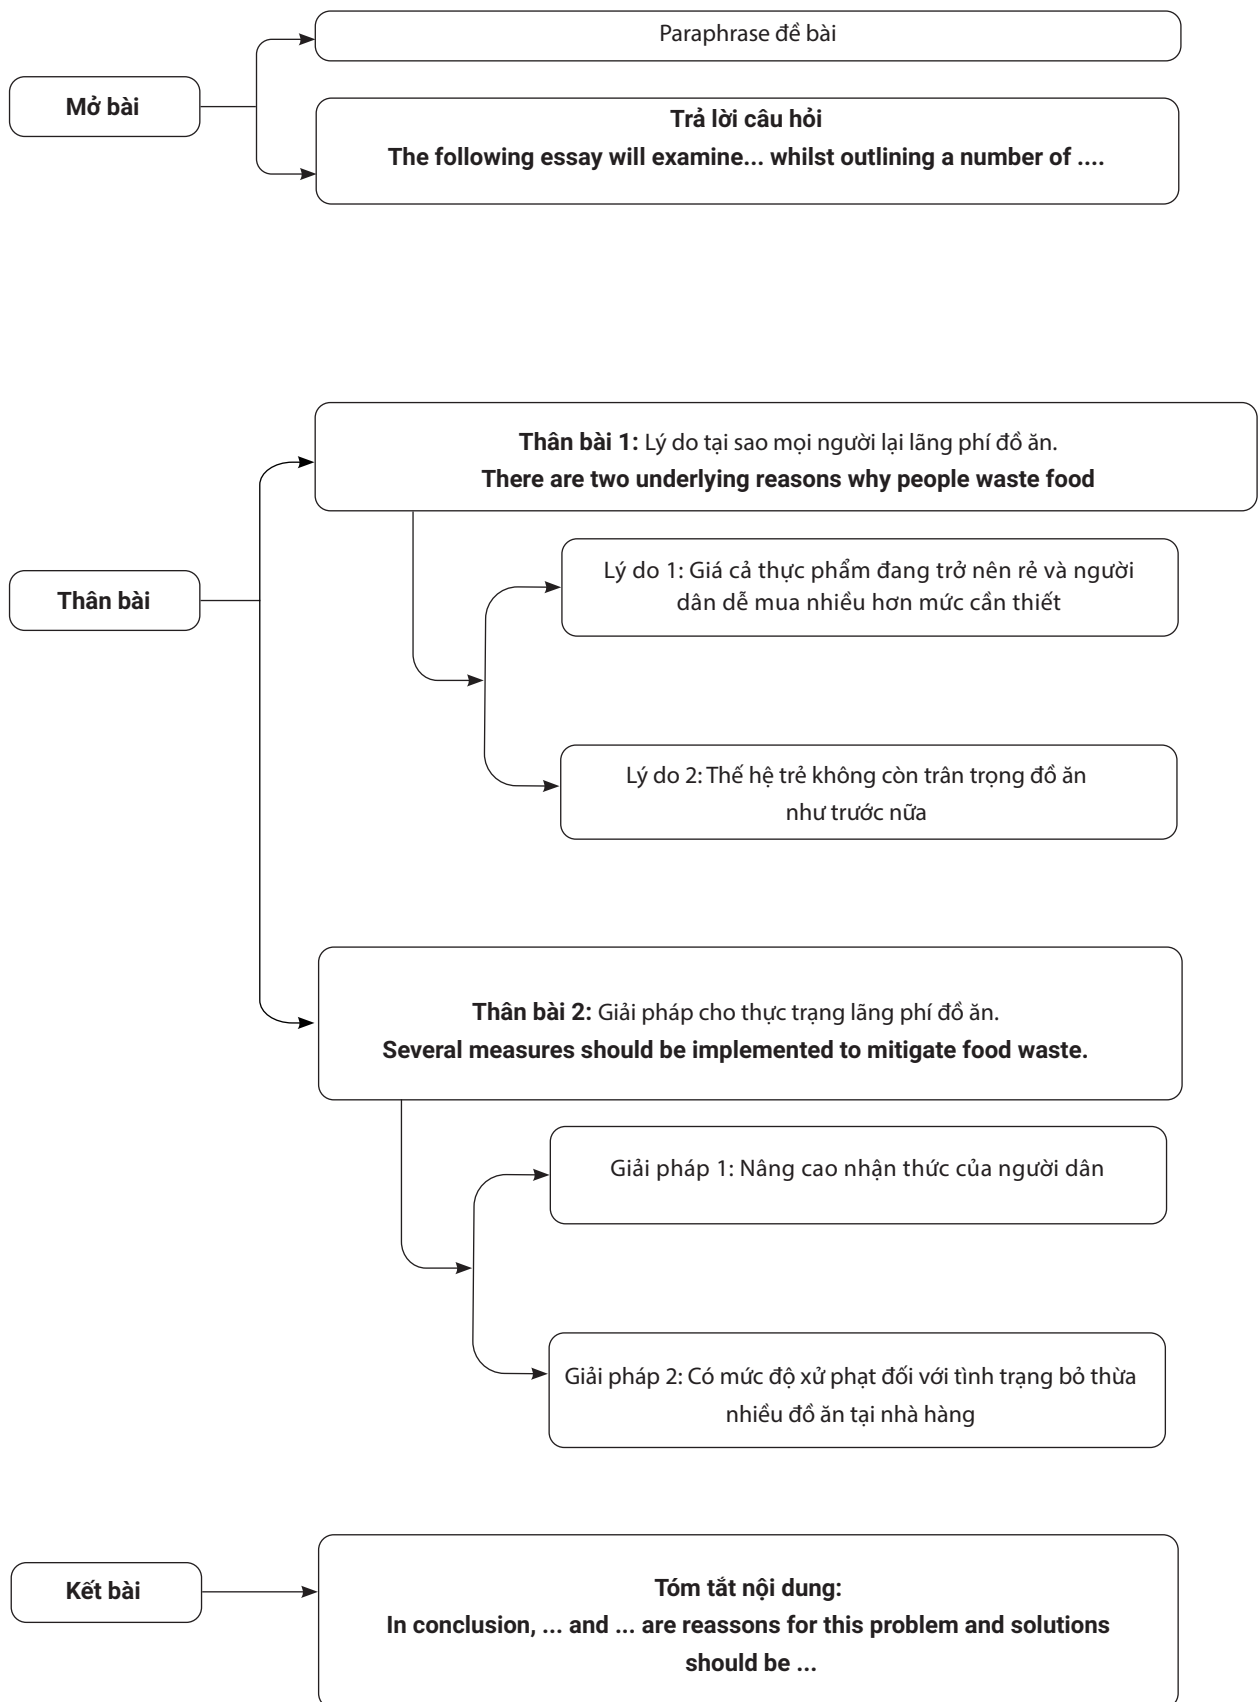 Paraphrase đề bài
Mở bài
Trả lời câu hỏi
The following essay will examine... whilst outlining a number of ....
Thân bài 1: Lý do tại sao mọi người lại lãng phí đồ ăn.
There are two underlying reasons why people waste food
Thân bài
Lý do 1: Giá cả thực phẩm đang trở nên rẻ và người
dân dễ mua nhiều hơn mức cần thiết
Lý do 2: Thế hệ trẻ không còn trân trọng đồ ăn
như trước nữa
Thân bài 2: Giải pháp cho thực trạng lãng phí đồ ăn.
Several measures should be implemented to mitigate food waste.
Giải pháp 1: Nâng cao nhận thức của người dân
Giải pháp 2: Có mức độ xử phạt đối với tình trạng bỏ thừa
nhiều đồ ăn tại nhà hàng
Kết bài
Tóm tắt nội dung:
In conclusion, ... and ... are reassons for this problem and solutions
should be ...